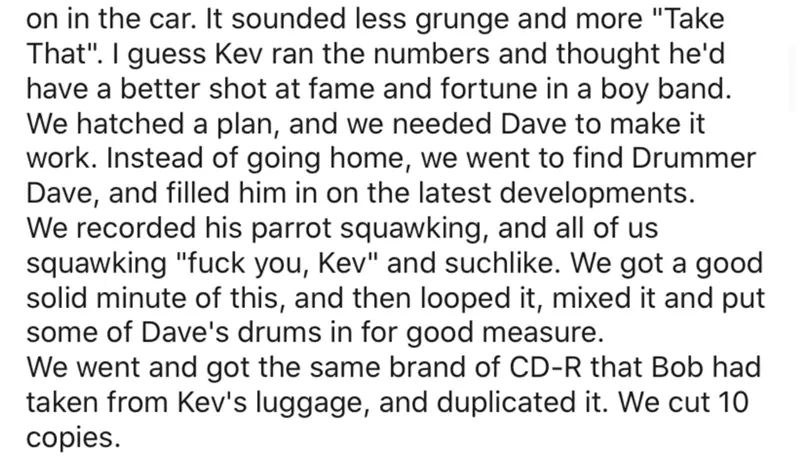 on in the car. It sounded less grunge and more "Take
That". I guess Kev ran the numbers and thought he'd
have a better shot at fame and fortune in a boy band.
We hatched a plan, and we needed Dave to make it
work. Instead of going home, we went to find Drummer
Dave, and filled him in on the latest developments.
We recorded his parrot squawking, and all of us
squawking "fuck you, Kev" and suchlike. We got a good
solid minute of this, and then looped it, mixed it and put
some of Dave's drums in for good measure.
We went and got the same brand of CD-R that Bob had
taken from Kev's luggage, and duplicated it. We cut 10
copies.